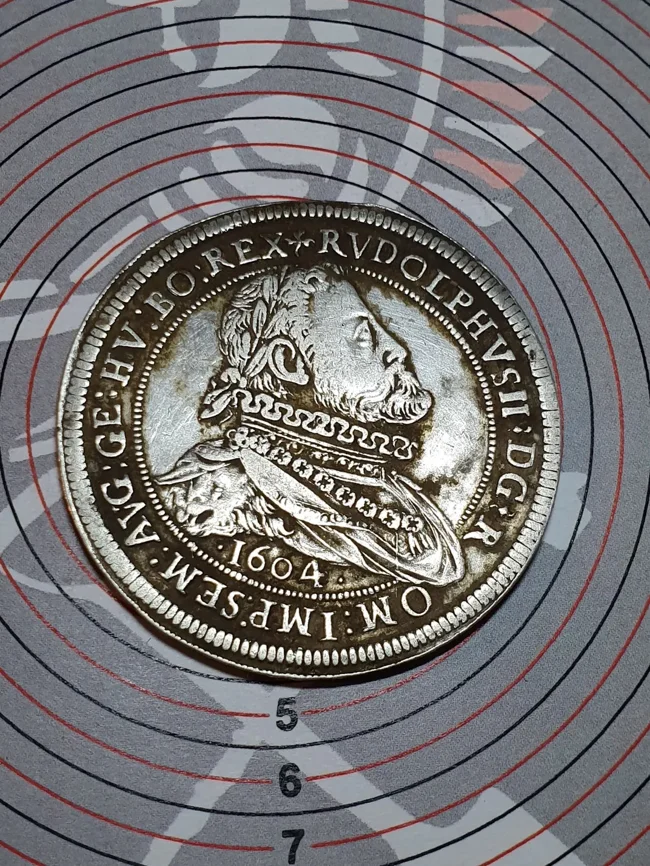 RVDOLPHVS II : D G : R OM : IMP : SEM : AVG : GE : HV : BO : REX
· 1604 ·
5
6
7